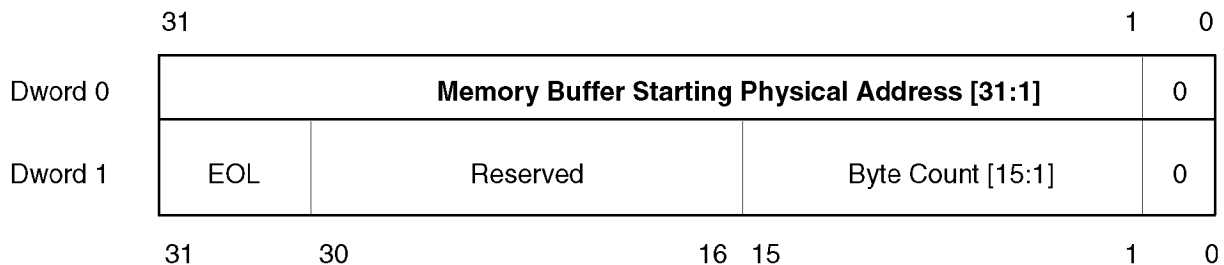 31 1 0
Dword 0 Memory Buffer Starting Physical Address [31:1] 0
Dword 1 EOL Reserved Byte Count [15:1] 0
31 30 16 15 1 0